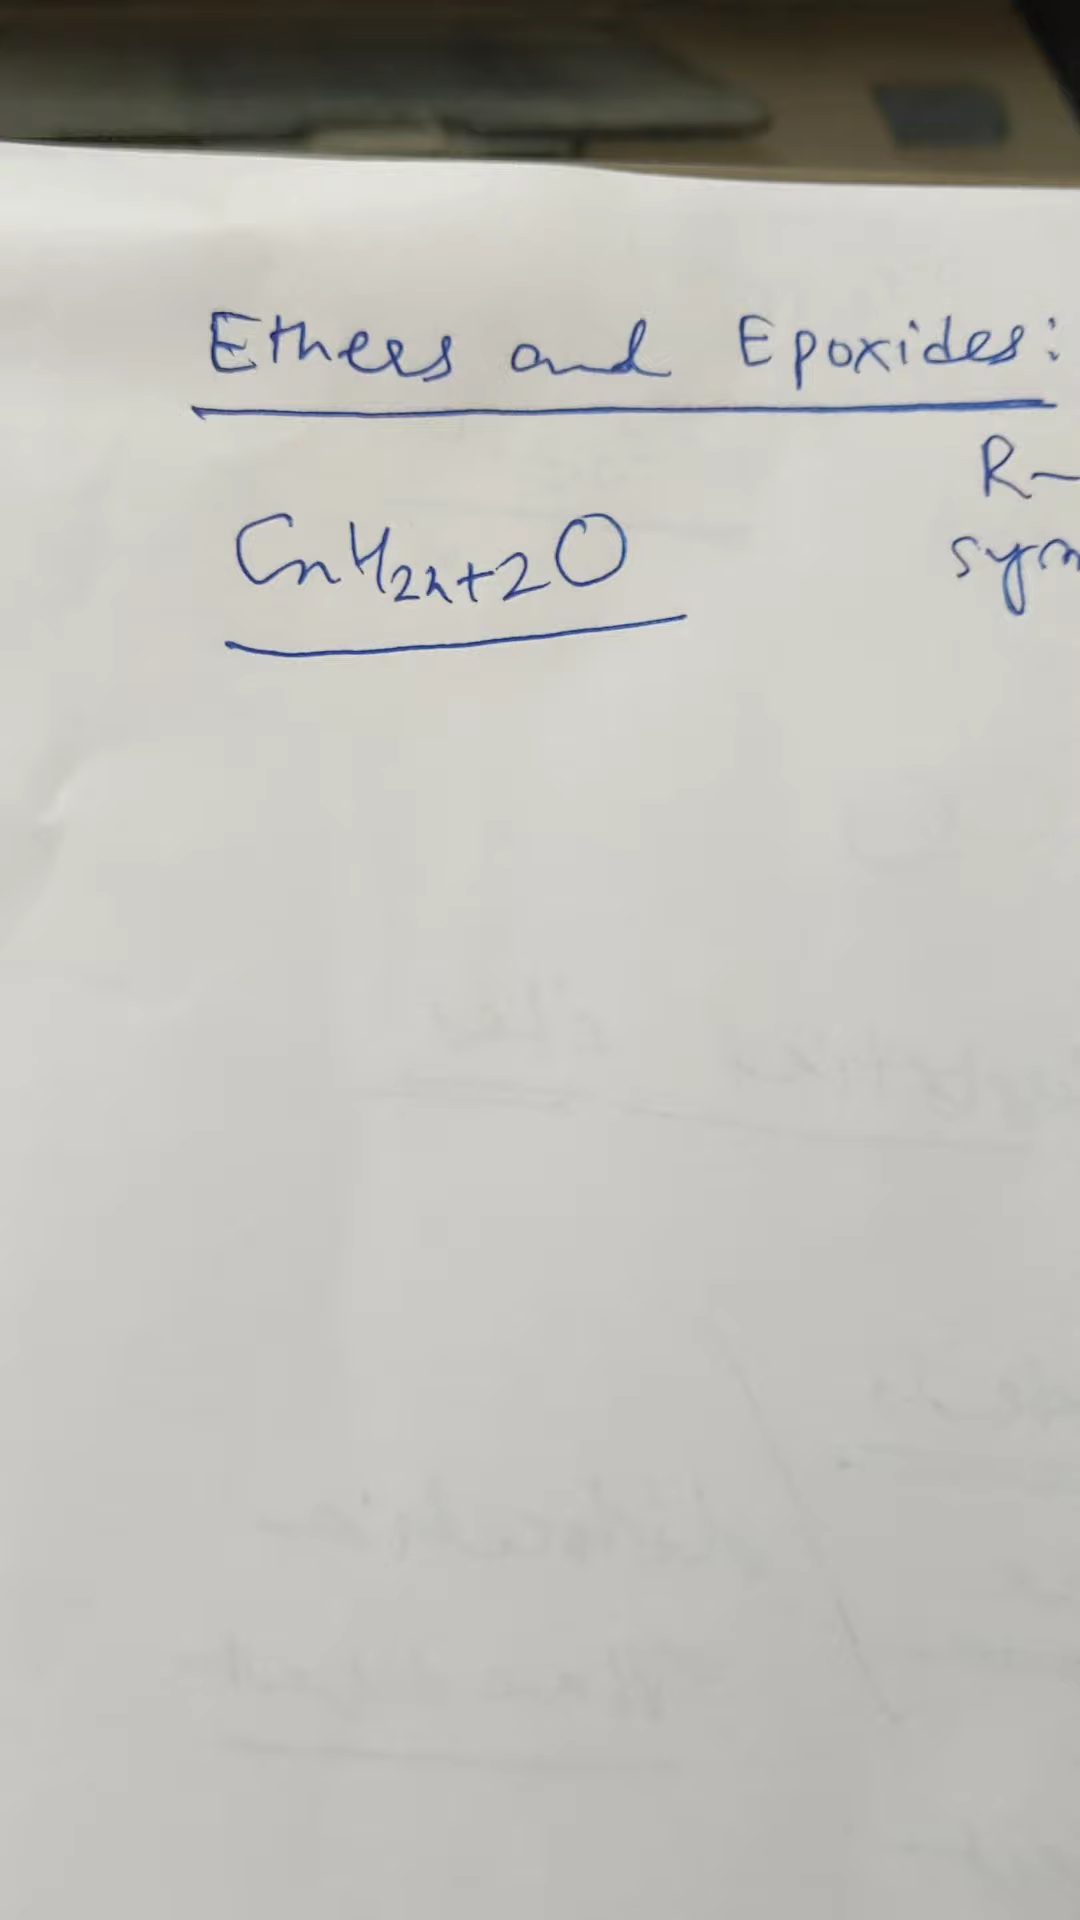 Ethers and Epoxides:
R-
CnH2n+2O
sym